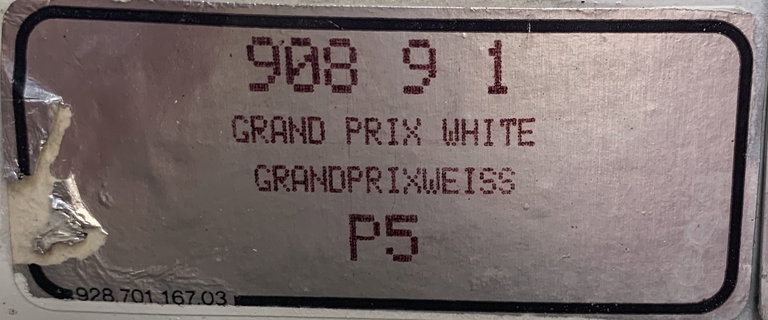 908 9 1
GRAND PRIX WHITE
GRANDPRIXWEISS
P5
928.701.167.03